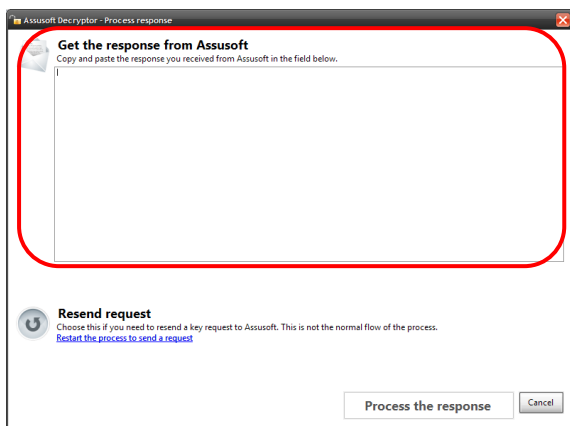 Assusoft Decryptor - Process response
Get the response from Assusoft
Copy and paste the response you received from Assusoft in the field below.
Resend request
Choose this if you need to resend a key request to Assusoft. This is not the normal flow of the process.
Restart the process to send a request
Process the response
Cancel